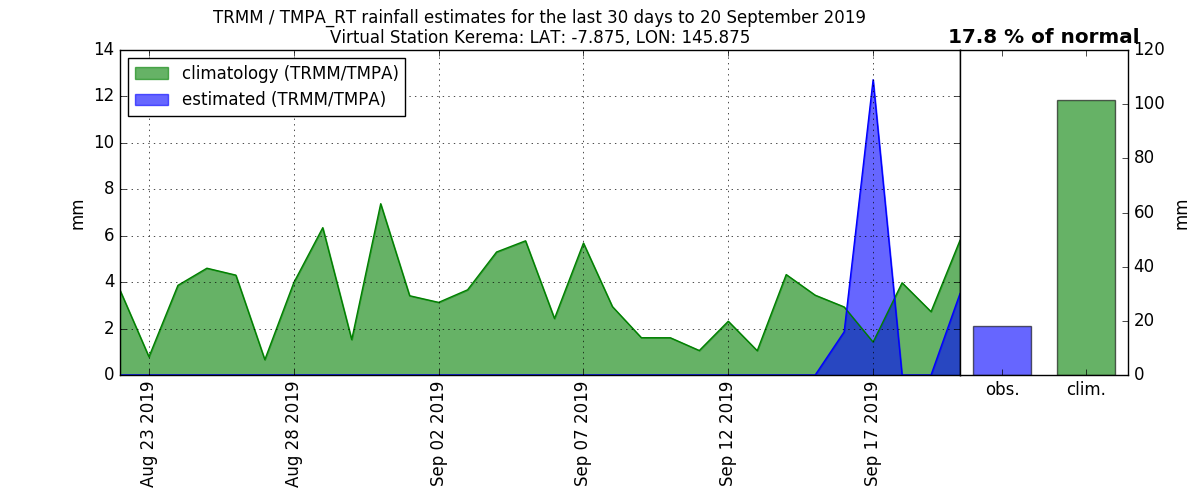 TRMM / TMPA_RT rainfall estimates for the last 30 days to 20 September 2019
Virtual Station Kerema: LAT: -7.875, LON: 145.875
17.8 % of normal
climatology (TRMM/TMPA)
estimated (TRMM/TMPA)
mm
14
12
10
8
6
4
2
0
Aug 23 2019
Aug 28 2019
Sep 02 2019
Sep 07 2019
Sep 12 2019
Sep 17 2019
obs.
clim.
120
100
80
60
40
20
0
mm